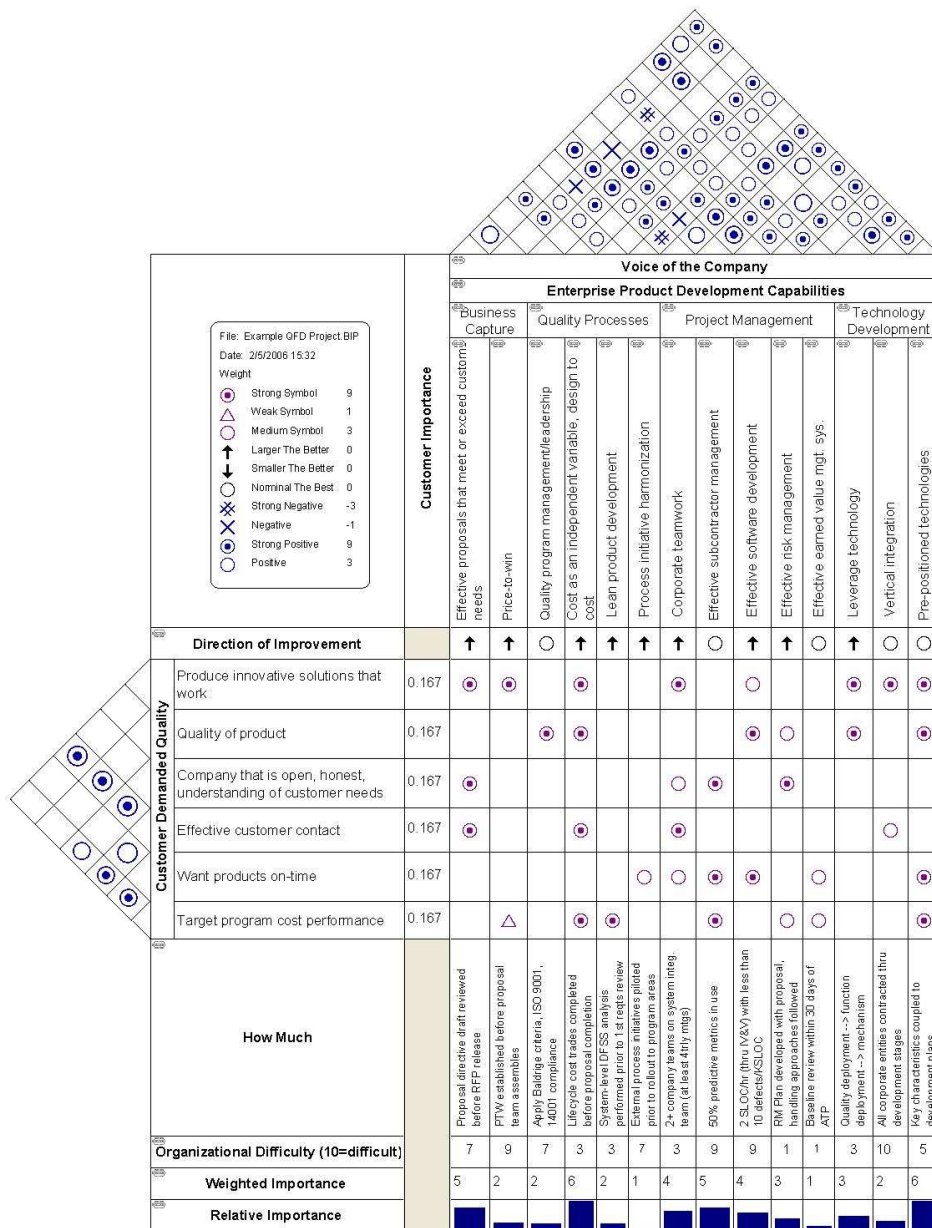 Voice of the Company
Enterprise Product Development Capabilities
Business
Capture
Quality Processes
Project Management
Technology
Development
File: Example QFD Project.BIP
Date: 2/5/2006 15:32
Weight
Strong Symbol 9
Weak Symbol 1
Medium Symbol 3
Larger The Better 0
Smaller The Better 0
Norminal The Best 0
Strong Negative -3
Negative -1
Strong Positive 9
Positive 3
Customer Importance
Effective proposals that meet or exceed custome
needs
Price-to-win
Quality program management/leadership
Cost as an independent variable, design to
cost
Lean product development
Process initiative harmonization
Corporate teamwork
Effective subcontractor management
Effective software development
Effective risk management
Effective earned value mgt. sys.
Leverage technology
Vertical integration
Pre-positioned technologies
Direction of Improvement
Customer Demanded Quality
Produce innovative solutions that
work
0.167
Quality of product
0.167
Company that is open, honest,
understanding of customer needs
0.167
Effective customer contact
0.167
Want products on-time
0.167
Target program cost performance
0.167
How Much
Proposal directive draft reviewed
before RFP release
PTW established before proposal
team assembles
Apply Baldrige criteria, ISO 9001,
14001 compliance
Lifecycle cost trades completed
before proposal completion
System-level DFSS analysis
performed prior to 1st reqts review
External process initiatives piloted
prior to rollout to program areas
2+ company teams on system integ.
team (at least 4trly mtgs)
50% predictive metrics in use
2 SLOC/hr (thru IV&V) with less than
10 defects/KSLOC
RM Plan developed with proposal,
handling approaches followed
Baseline review within 30 days of
ATP
Quality deployment --> function
deployment --> mechanism
All corporate entities contracted thru
development stages
Key characteristics coupled to
development plans
Organizational Difficulty (10=difficult) 7 9 7 3 3 7 3 9 9 1 1 3 10 5
Weighted Importance 5 2 2 6 2 1 4 5 4 3 1 3 2 6
Relative Importance